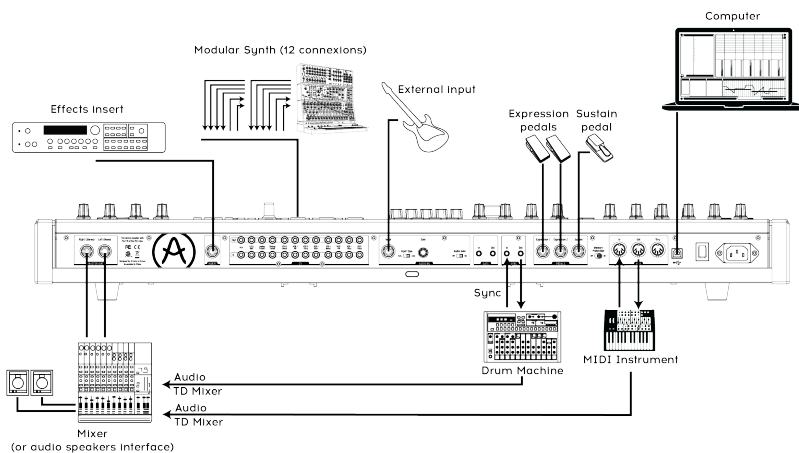 Computer
Modular Synth (12 connexions)
External input
Effects insert
Expression
pedals
Sustain
pedal
Sync
Drum Machine
MIDI Instrument
Audio
TD Mixer
Audio
TD Mixer
Mixer
(or audio speakers interface)